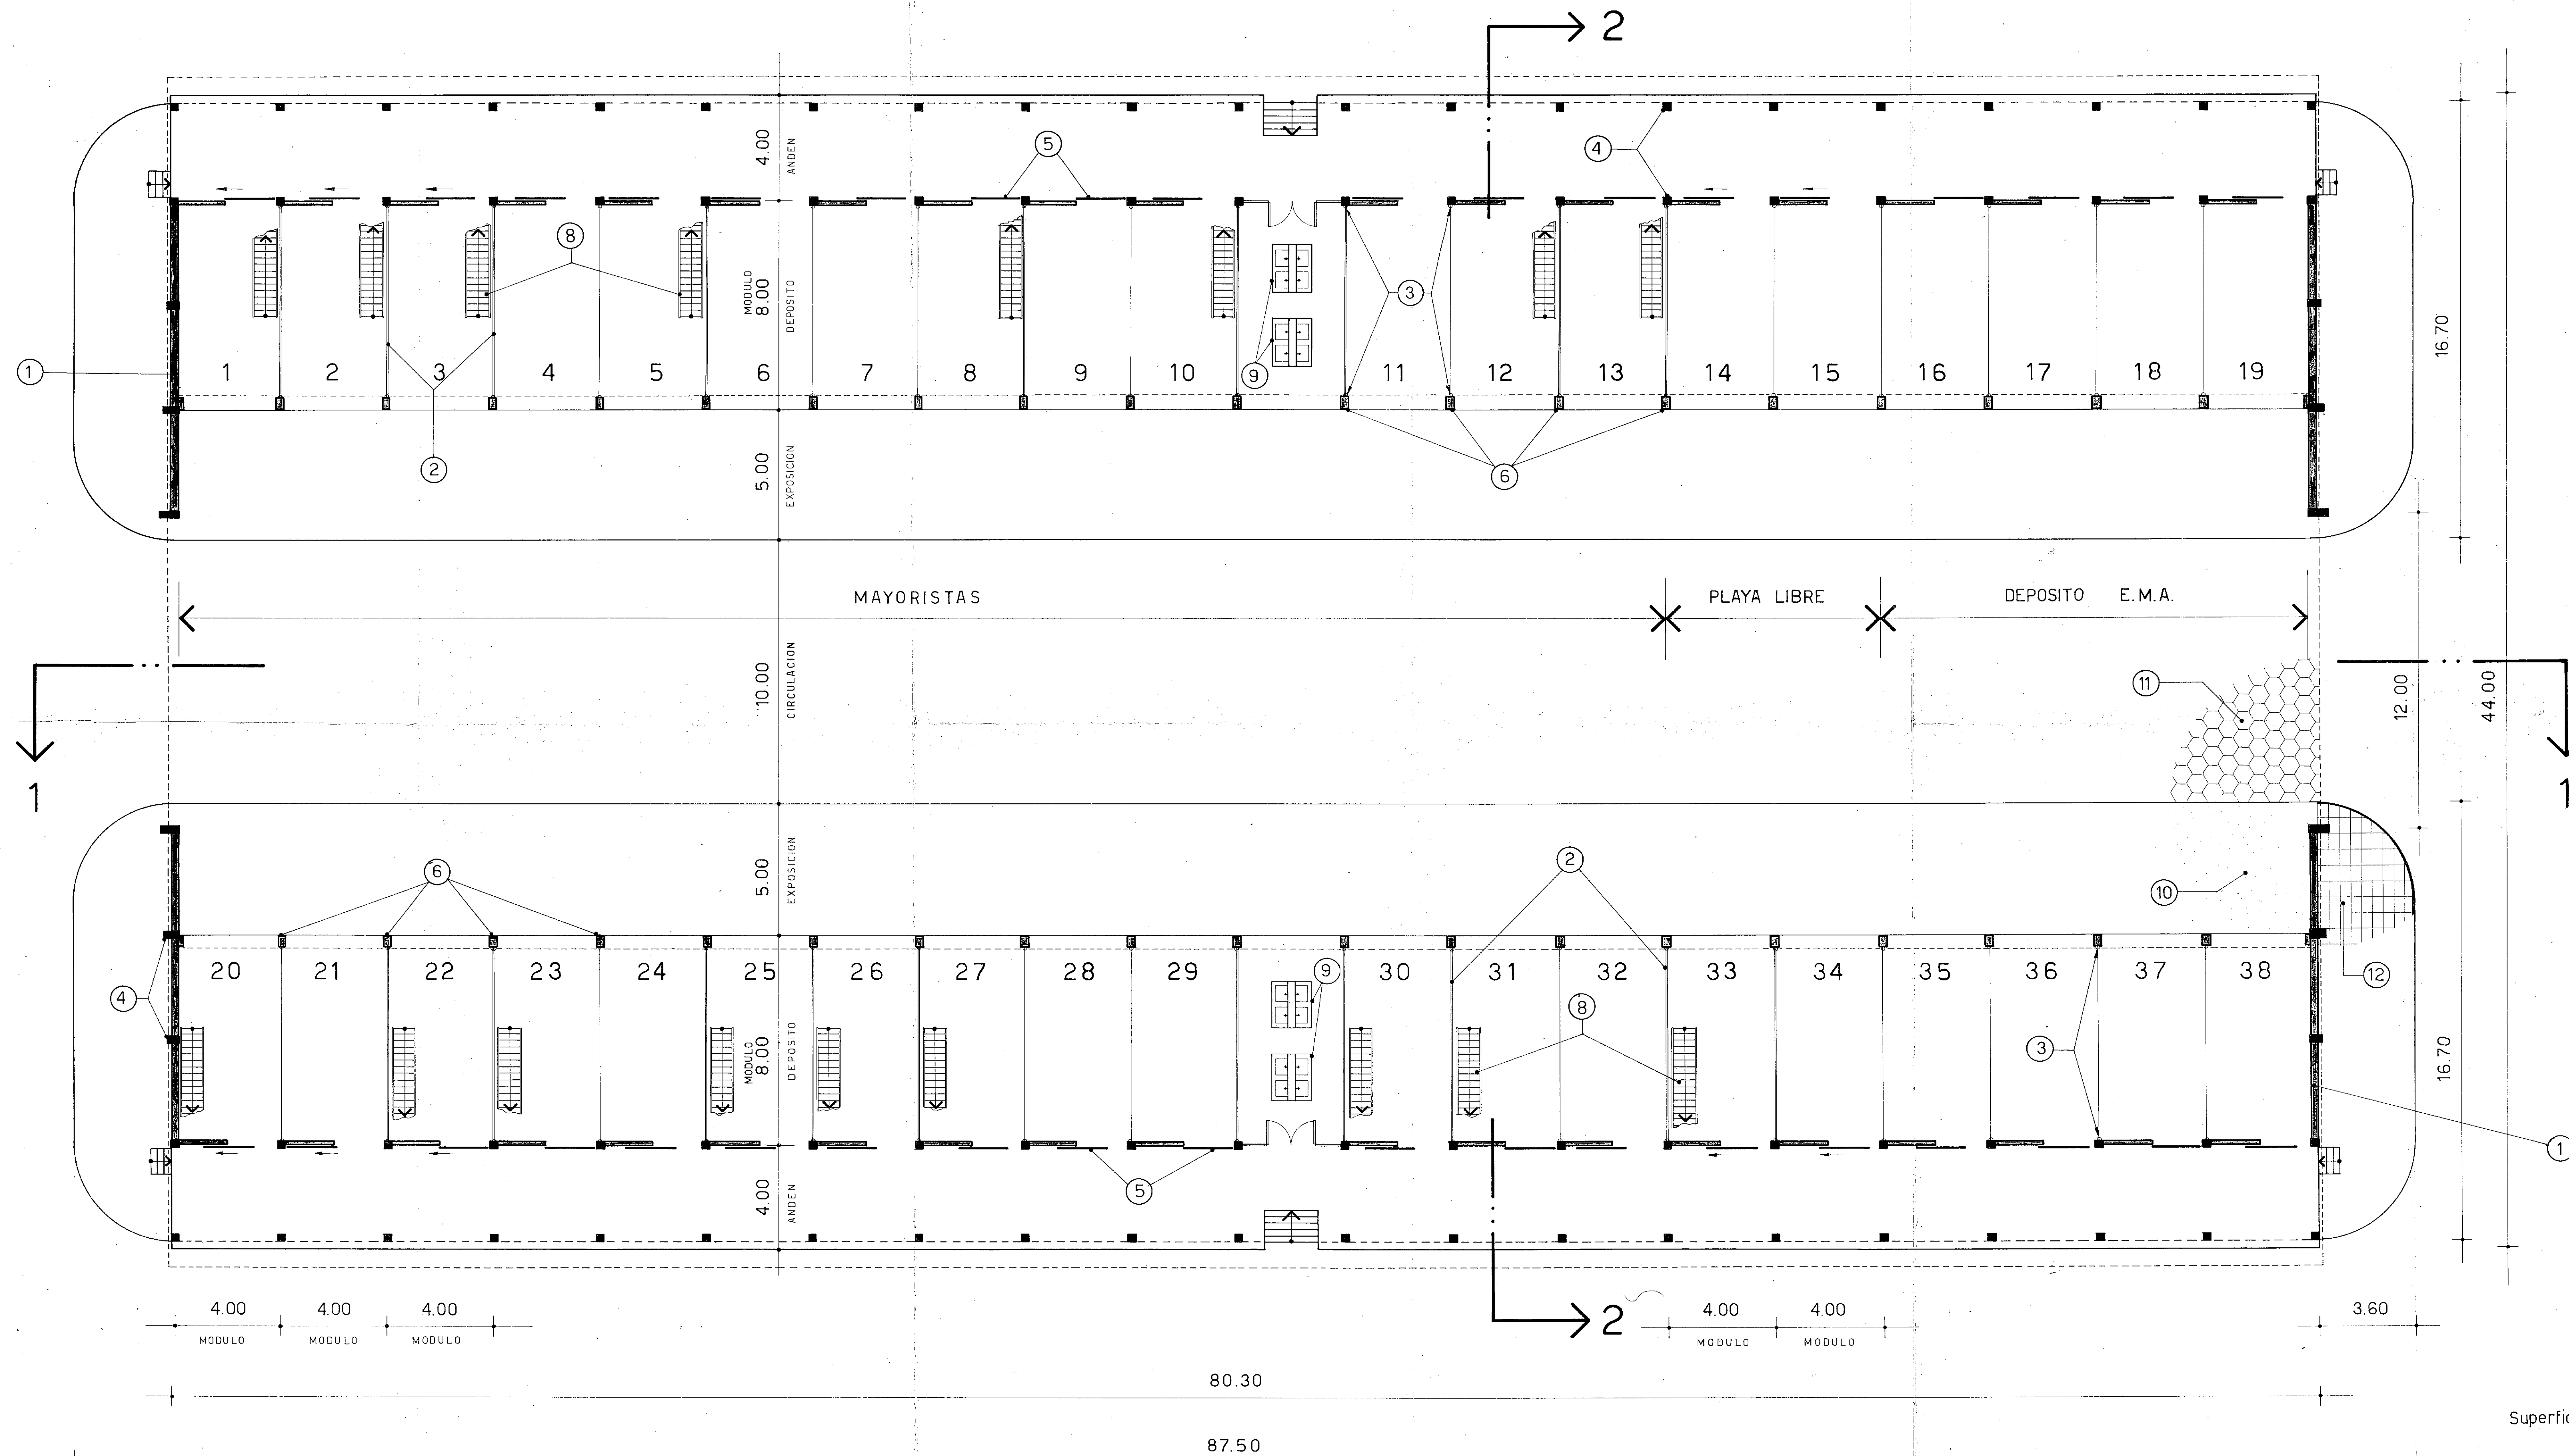 2
4.00
ANDEN
5
4
8
MODULO
8.00
DEPOSITO
3
16.70
1
1 2 3 4 5 6 7 8 9 10 9 11 12 13 14 15 16 17 18 19
2
5.00
EXPOSICION
6
MAYORISTAS PLAYA LIBRE DEPOSITO E.M.A.
10.00
CIRCULACION
11
12.00
44.00
1 1
5.00
EXPOSICION
6
2
10
20 21 22 23 24 25 26 27 28 29 9 30 31 32 33 34 35 36 37 38
12
4
8
MODULO
8.00
DEPOSITO
3
16.70
1
4.00
ANDEN
5
2
4.00 4.00 4.00 4.00 4.00 3.60
MODULO MODULO MODULO MODULO MODULO
80.30
Superfic
87.50